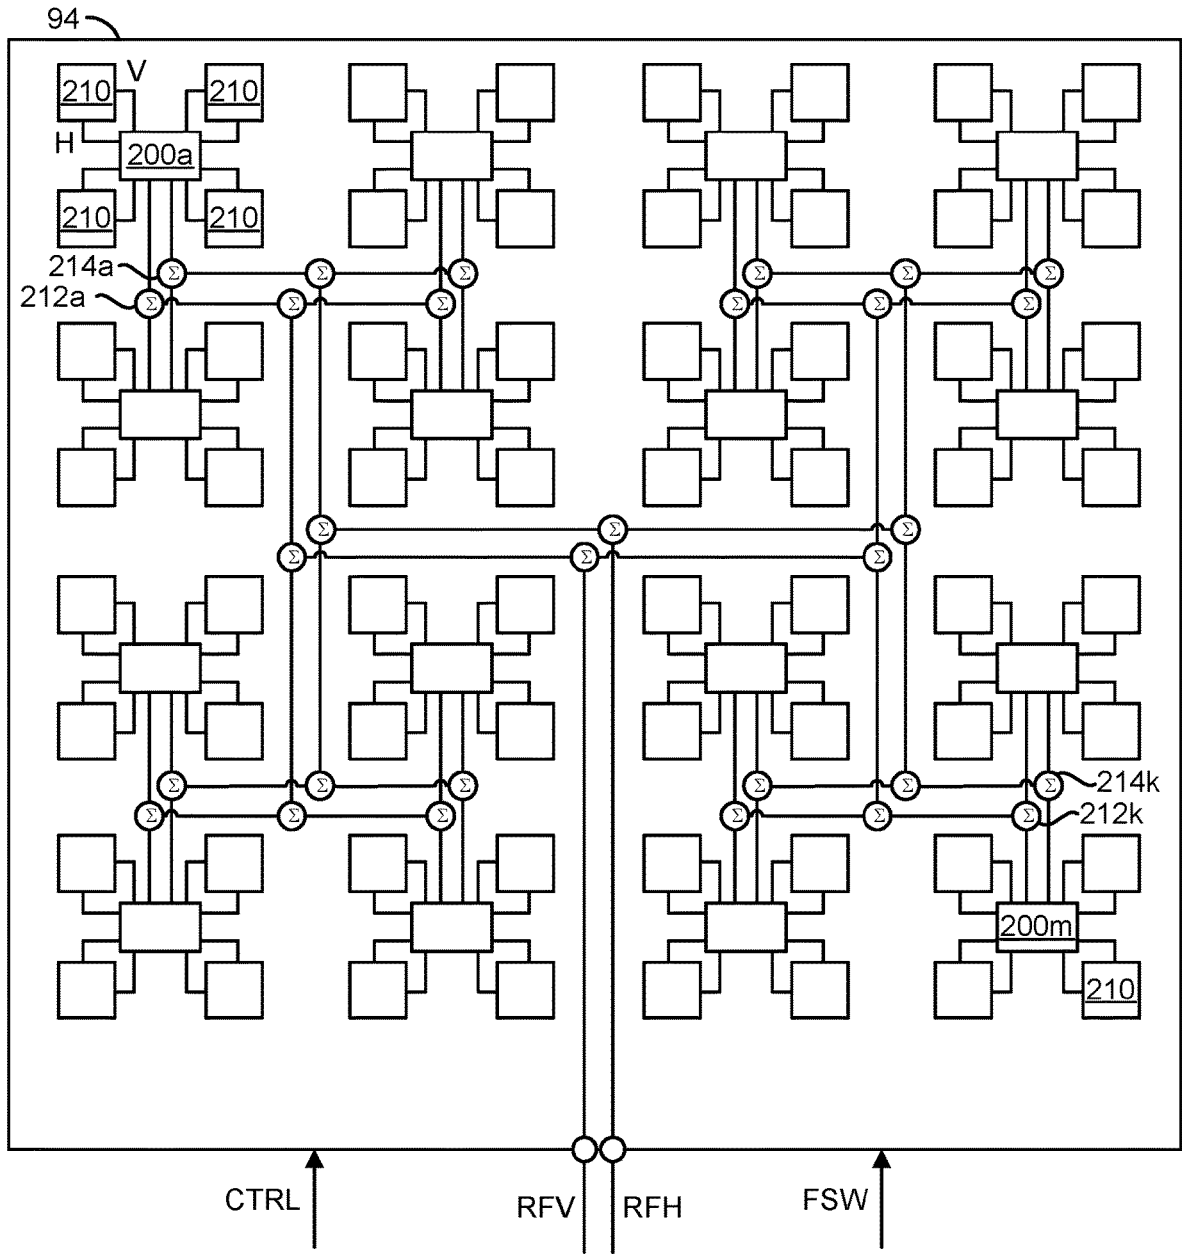 94
V
210 210
H
200a
210 210
214a Σ Σ Σ Σ Σ Σ
212a Σ Σ Σ Σ Σ Σ
Σ Σ Σ
Σ Σ Σ
Σ Σ Σ Σ Σ Σ 214k
Σ Σ Σ Σ Σ Σ 212k
200m
210
CTRL RFV RFH FSW